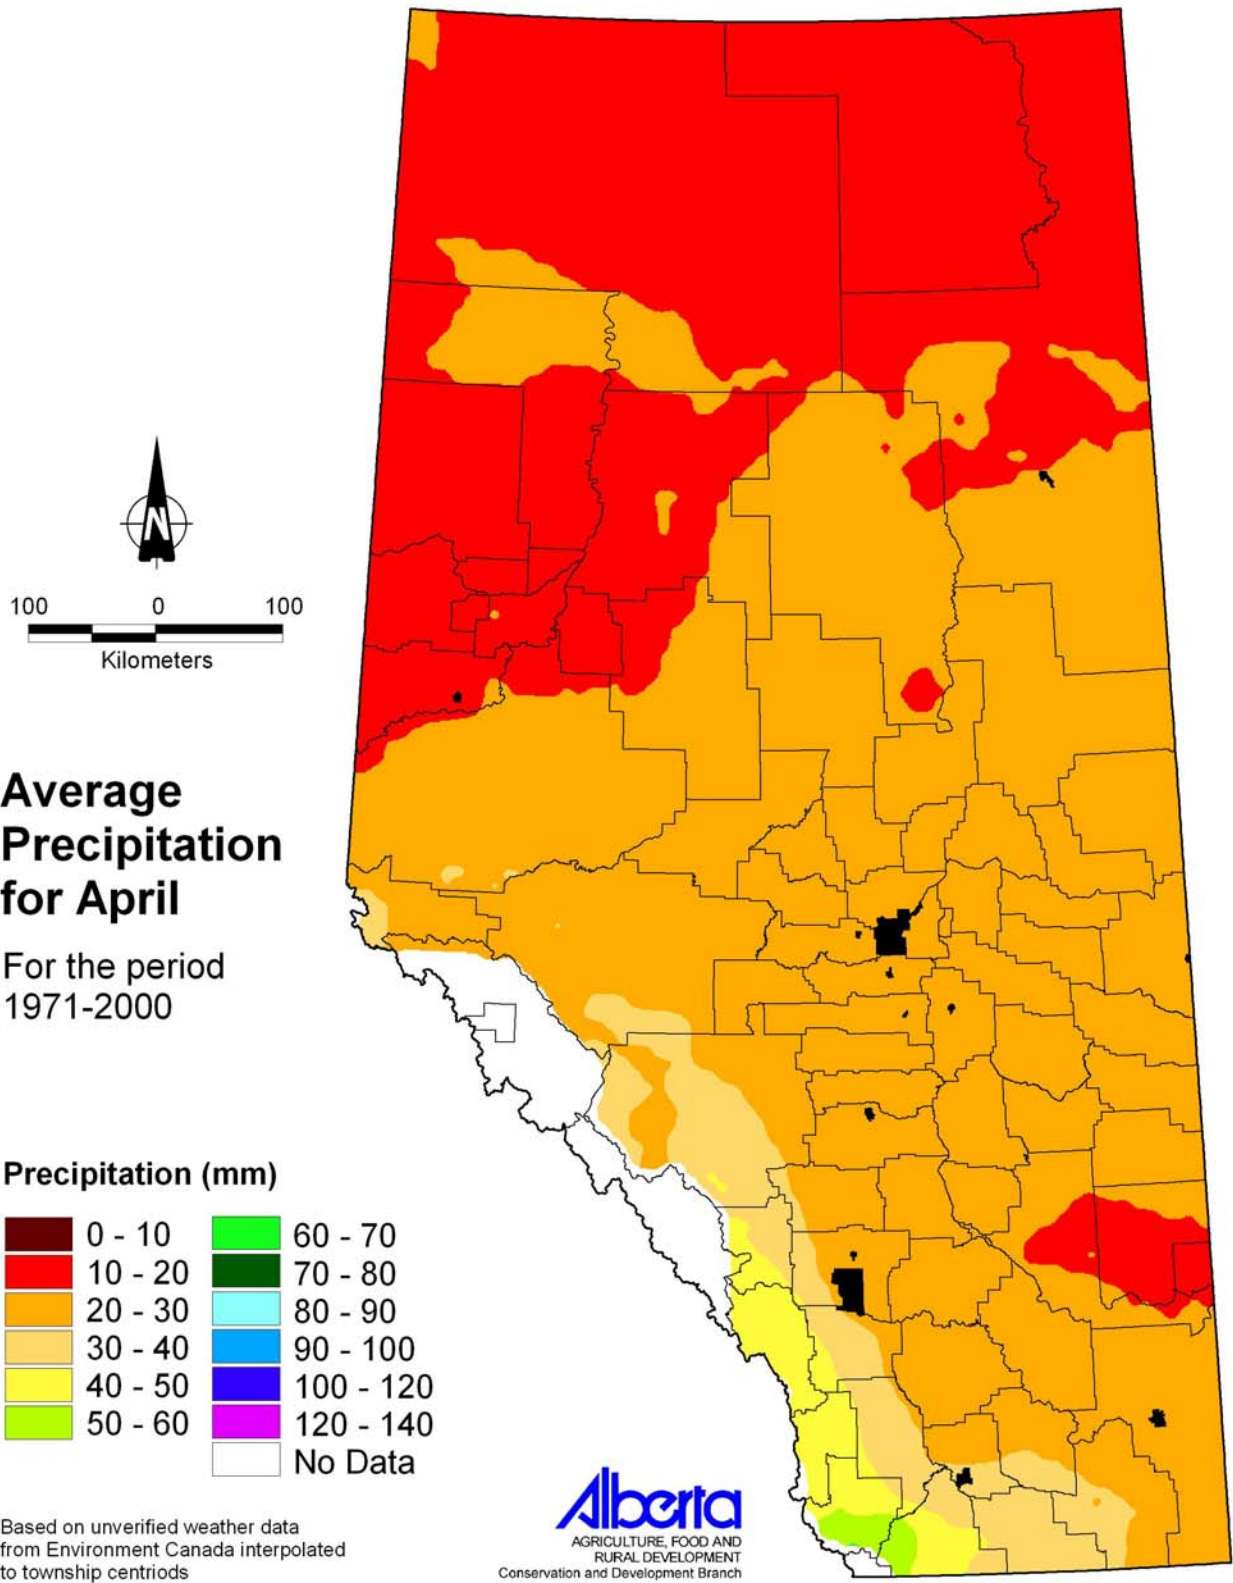 N
100 0 100
Kilometers
Average
Precipitation
for April
For the period
1971-2000
Precipitation (mm)
0 - 10
10 - 20
20 - 30
30 - 40
40 - 50
50 - 60
60 - 70
70 - 80
80 - 90
90 - 100
100 - 120
120 - 140
No Data
Based on unverified weather data
from Environment Canada interpolated
to township centriods
Alberta
AGRICULTURE, FOOD AND
RURAL DEVELOPMENT
Conservation and Development Branch